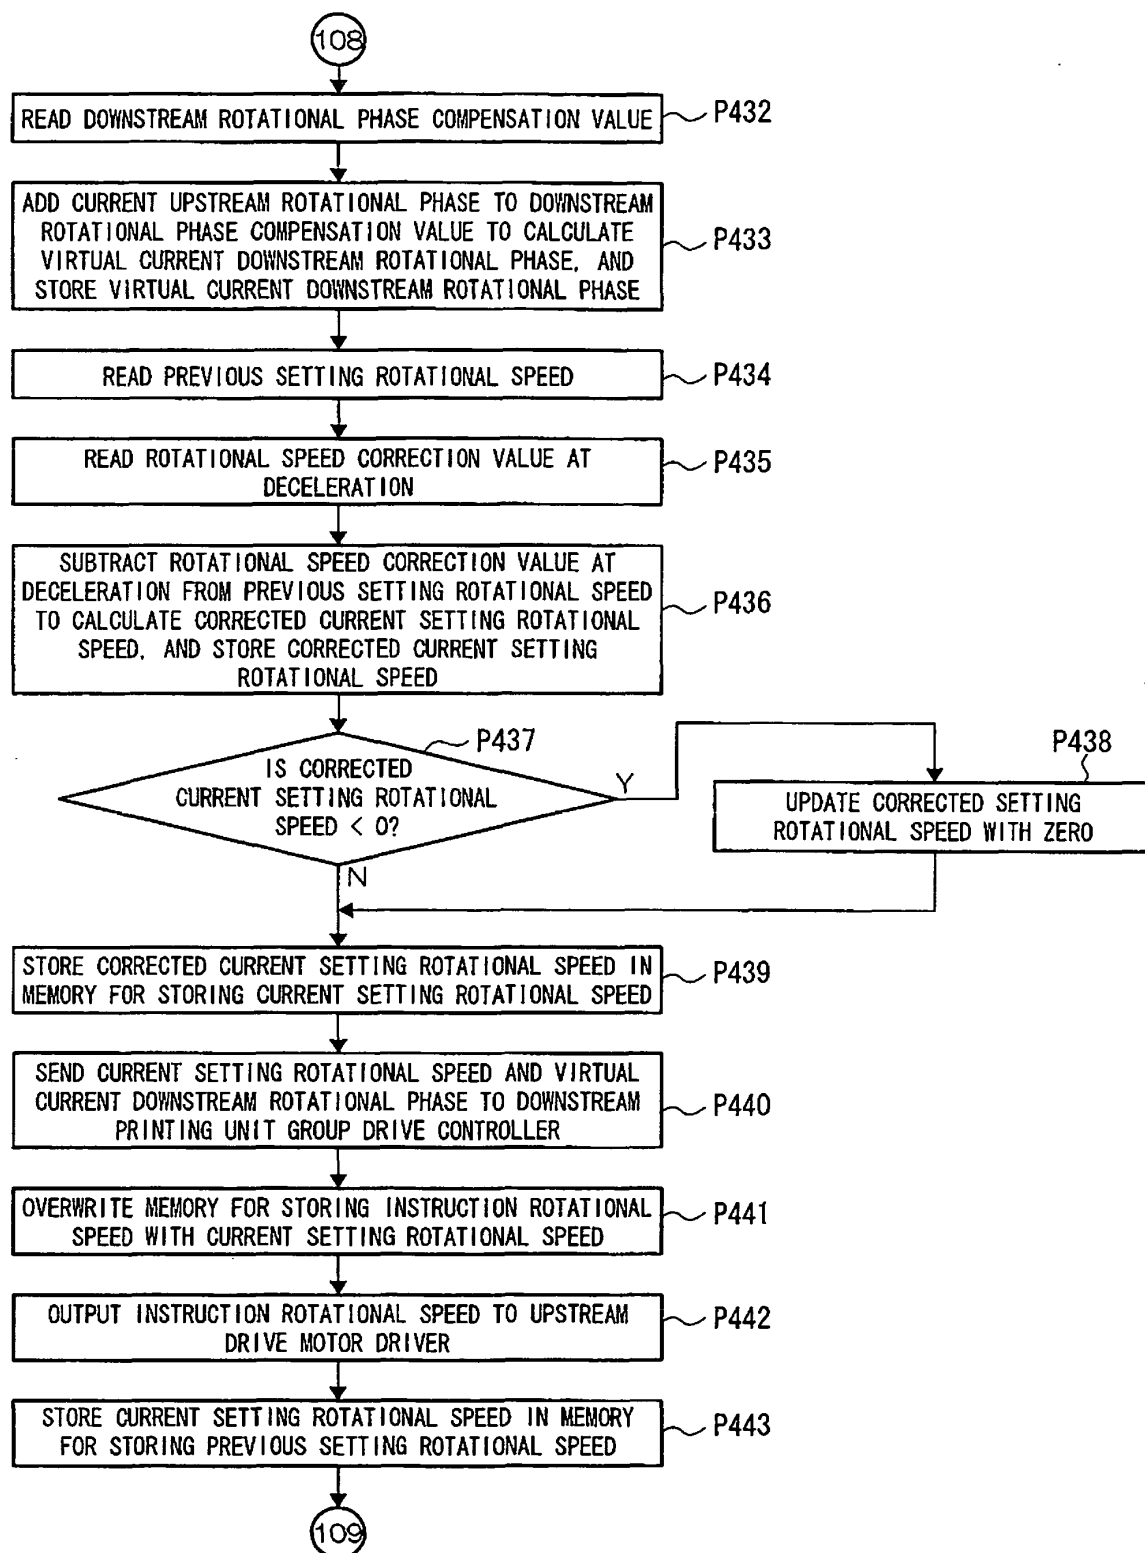 108
READ DOWNSTREAM ROTATIONAL PHASE COMPENSATION VALUE
P432
ADD CURRENT UPSTREAM ROTATIONAL PHASE TO DOWNSTREAM
ROTATIONAL PHASE COMPENSATION VALUE TO CALCULATE
VIRTUAL CURRENT DOWNSTREAM ROTATIONAL PHASE, AND
STORE VIRTUAL CURRENT DOWNSTREAM ROTATIONAL PHASE
P433
READ PREVIOUS SETTING ROTATIONAL SPEED
P434
READ ROTATIONAL SPEED CORRECTION VALUE AT
DECELERATION
P435
SUBTRACT ROTATIONAL SPEED CORRECTION VALUE AT
DECELERATION FROM PREVIOUS SETTING ROTATIONAL SPEED
TO CALCULATE CORRECTED CURRENT SETTING ROTATIONAL
SPEED, AND STORE CORRECTED CURRENT SETTING
ROTATIONAL SPEED
P436
P437
IS CORRECTED
CURRENT SETTING ROTATIONAL
SPEED < 0?
Y
N
P438
UPDATE CORRECTED SETTING
ROTATIONAL SPEED WITH ZERO
STORE CORRECTED CURRENT SETTING ROTATIONAL SPEED IN
MEMORY FOR STORING CURRENT SETTING ROTATIONAL SPEED
P439
SEND CURRENT SETTING ROTATIONAL SPEED AND VIRTUAL
CURRENT DOWNSTREAM ROTATIONAL PHASE TO DOWNSTREAM
PRINTING UNIT GROUP DRIVE CONTROLLER
P440
OVERWRITE MEMORY FOR STORING INSTRUCTION ROTATIONAL
SPEED WITH CURRENT SETTING ROTATIONAL SPEED
P441
OUTPUT INSTRUCTION ROTATIONAL SPEED TO UPSTREAM
DRIVE MOTOR DRIVER
P442
STORE CURRENT SETTING ROTATIONAL SPEED IN MEMORY
FOR STORING PREVIOUS SETTING ROTATIONAL SPEED
P443
109